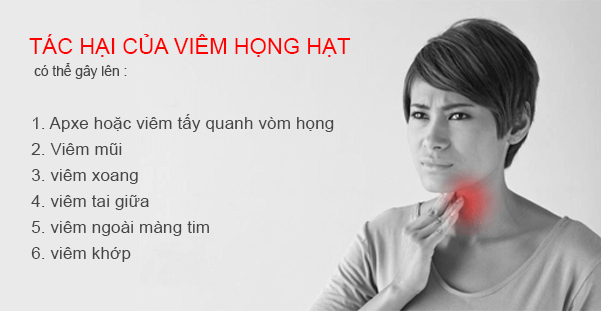 TÁC HẠI CỦA VIÊM HỌNG HẠT
có thể gây lên :
1. Apxe hoặc viêm tấy quanh vòm họng
2. Viêm mũi
3. viêm xoang
4. viêm tai giữa
5. viêm ngoài màng tim
6. viêm khớp